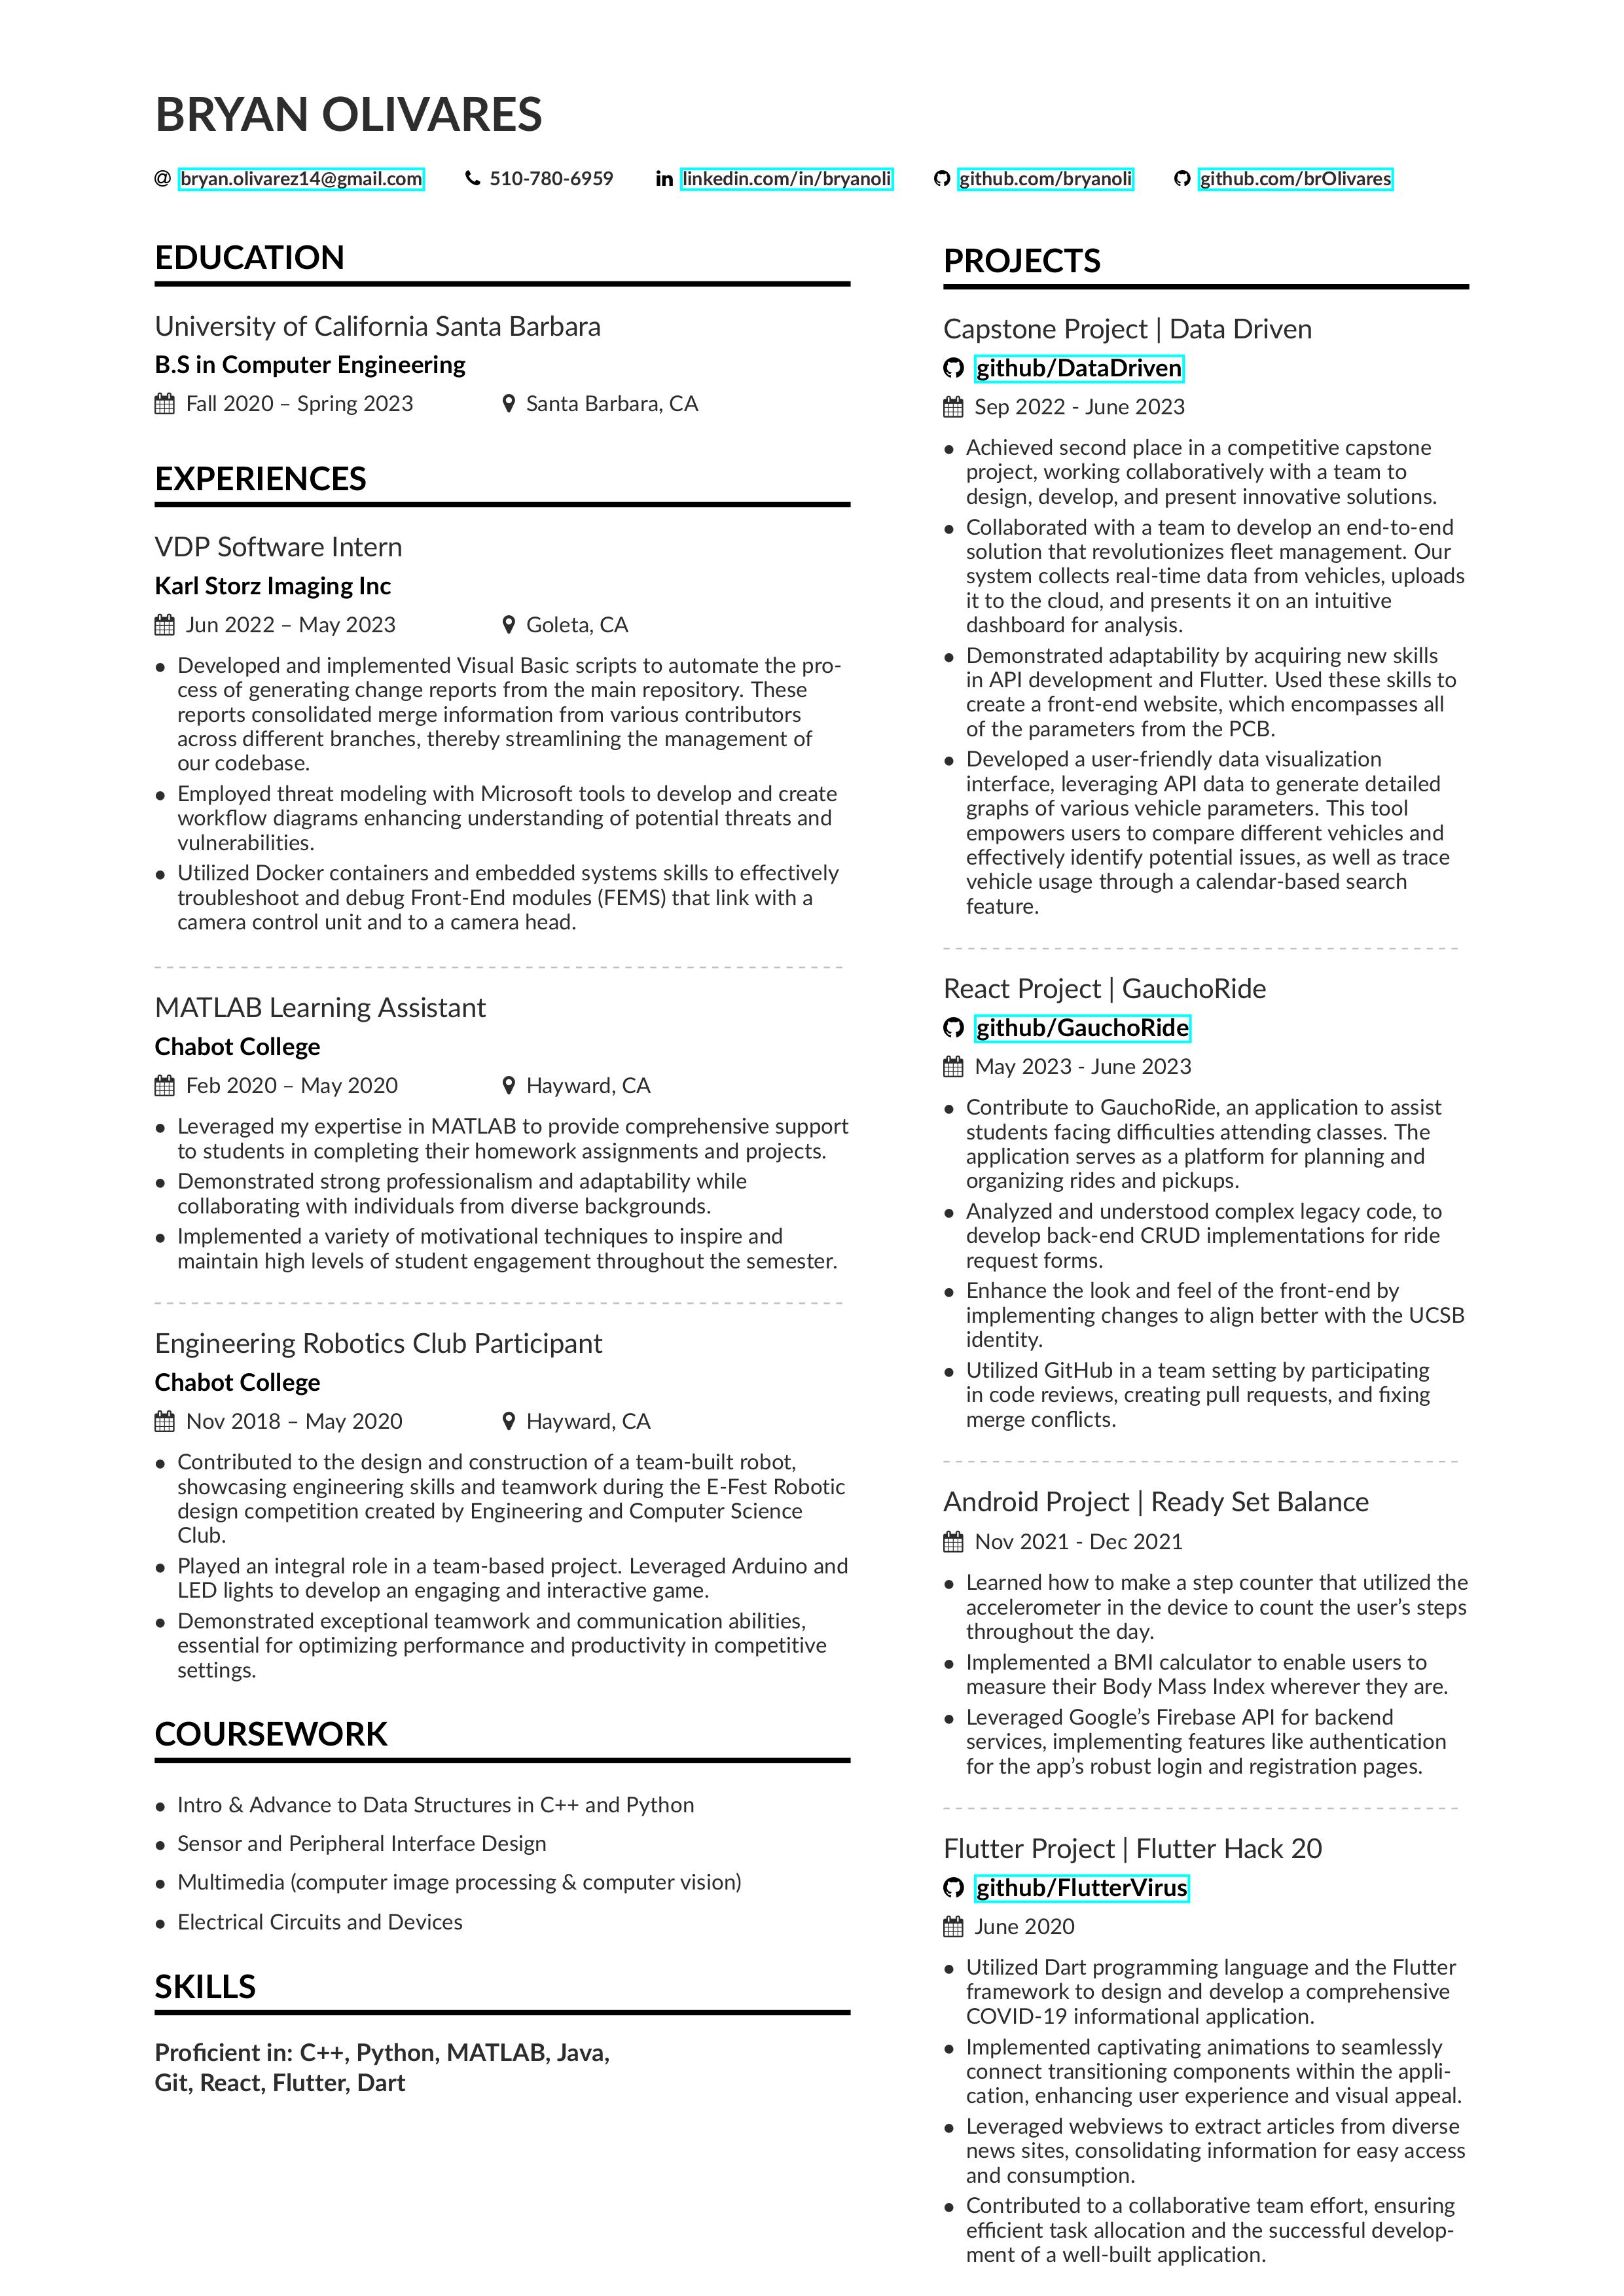 BRYAN OLIVARES
bryan.olivarez14@gmail.com 510-780-6959 linkedin.com/in/bryanoli github.com/bryanoli github.com/brOlivares
EDUCATION
University of California Santa Barbara
B.S in Computer Engineering
Fall 2020 – Spring 2023 Santa Barbara, CA
EXPERIENCES
VDP Software Intern
Karl Storz Imaging Inc
Jun 2022 – May 2023 Goleta, CA
• Developed and implemented Visual Basic scripts to automate the pro-
cess of generating change reports from the main repository. These
reports consolidated merge information from various contributors
across different branches, thereby streamlining the management of
our codebase.
• Employed threat modeling with Microsoft tools to develop and create
workflow diagrams enhancing understanding of potential threats and
vulnerabilities.
• Utilized Docker containers and embedded systems skills to effectively
troubleshoot and debug Front-End modules (FEMS) that link with a
camera control unit and to a camera head.
MATLAB Learning Assistant
Chabot College
Feb 2020 – May 2020 Hayward, CA
• Leveraged my expertise in MATLAB to provide comprehensive support
to students in completing their homework assignments and projects.
• Demonstrated strong professionalism and adaptability while
collaborating with individuals from diverse backgrounds.
• Implemented a variety of motivational techniques to inspire and
maintain high levels of student engagement throughout the semester.
Engineering Robotics Club Participant
Chabot College
Nov 2018 – May 2020 Hayward, CA
• Contributed to the design and construction of a team-built robot,
showcasing engineering skills and teamwork during the E-Fest Robotic
design competition created by Engineering and Computer Science
Club.
• Played an integral role in a team-based project. Leveraged Arduino and
LED lights to develop an engaging and interactive game.
• Demonstrated exceptional teamwork and communication abilities,
essential for optimizing performance and productivity in competitive
settings.
COURSEWORK
• Intro & Advance to Data Structures in C++ and Python
• Sensor and Peripheral Interface Design
• Multimedia (computer image processing & computer vision)
• Electrical Circuits and Devices
SKILLS
Proficient in: C++, Python, MATLAB, Java,
Git, React, Flutter, Dart
PROJECTS
Capstone Project | Data Driven
github/DataDriven
Sep 2022 - June 2023
• Achieved second place in a competitive capstone
project, working collaboratively with a team to
design, develop, and present innovative solutions.
• Collaborated with a team to develop an end-to-end
solution that revolutionizes fleet management. Our
system collects real-time data from vehicles, uploads
it to the cloud, and presents it on an intuitive
dashboard for analysis.
• Demonstrated adaptability by acquiring new skills
in API development and Flutter. Used these skills to
create a front-end website, which encompasses all
of the parameters from the PCB.
• Developed a user-friendly data visualization
interface, leveraging API data to generate detailed
graphs of various vehicle parameters. This tool
empowers users to compare different vehicles and
effectively identify potential issues, as well as trace
vehicle usage through a calendar-based search
feature.
React Project | GauchoRide
github/GauchoRide
May 2023 - June 2023
• Contribute to GauchoRide, an application to assist
students facing difficulties attending classes. The
application serves as a platform for planning and
organizing rides and pickups.
• Analyzed and understood complex legacy code, to
develop back-end CRUD implementations for ride
request forms.
• Enhance the look and feel of the front-end by
implementing changes to align better with the UCSB
identity.
• Utilized GitHub in a team setting by participating
in code reviews, creating pull requests, and fixing
merge conflicts.
Android Project | Ready Set Balance
Nov 2021 - Dec 2021
• Learned how to make a step counter that utilized the
accelerometer in the device to count the user’s steps
throughout the day.
• Implemented a BMI calculator to enable users to
measure their Body Mass Index wherever they are.
• Leveraged Google’s Firebase API for backend
services, implementing features like authentication
for the app’s robust login and registration pages.
Flutter Project | Flutter Hack 20
github/FlutterVirus
June 2020
• Utilized Dart programming language and the Flutter
framework to design and develop a comprehensive
COVID-19 informational application.
• Implemented captivating animations to seamlessly
connect transitioning components within the appli-
cation, enhancing user experience and visual appeal.
• Leveraged webviews to extract articles from diverse
news sites, consolidating information for easy access
and consumption.
• Contributed to a collaborative team effort, ensuring
efficient task allocation and the successful develop-
ment of a well-built application.